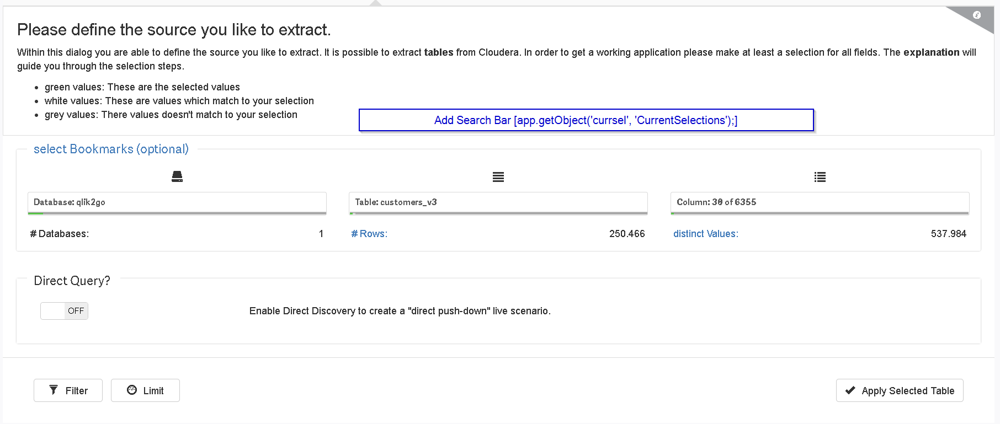 Please define the source you like to extract.
Within this dialog you are able to define the source you like to extract. It is possible to extract tables from Cloudera. In order to get a working application please make at least a selection for all fields. The explanation will
guide you through the selection steps.
green values: These are the selected values
white values: These are values which match to your selection
grey values: There values doesn't match to your selection
Add Search Bar [app.getObject('currsel', 'CurrentSelections');]
select Bookmarks (optional)
Database: qlik2go
Table: customers_v3
Column: 30 of 6355
# Databases: 1
# Rows: 250.466
distinct Values: 537.984
Direct Query?
OFF
Enable Direct Discovery to create a "direct push-down" live scenario.
Filter
Limit
Apply Selected Table